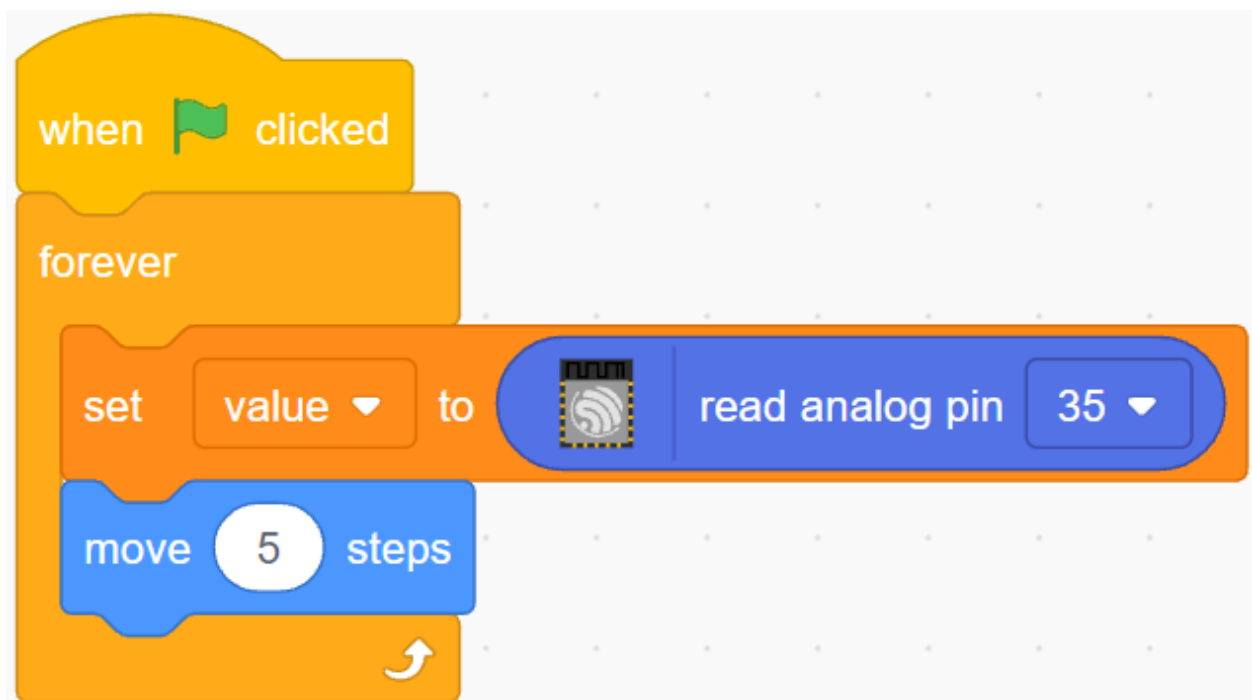 when clicked
forever
set value to read analog pin 35
move 5 steps